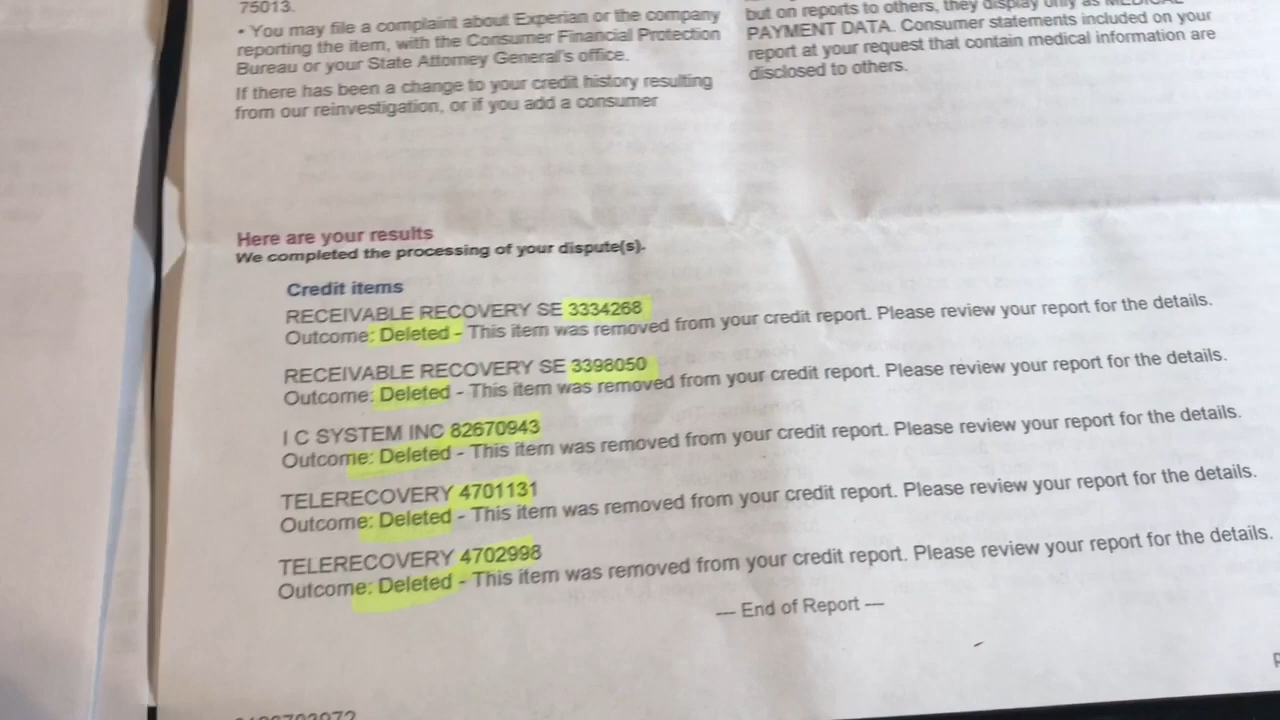 75013.
• You may file a complaint about Experian or the company
reporting the item, with the Consumer Financial Protection
Bureau or your State Attorney General's office.
If there has been a change to your credit history resulting
from our reinvestigation, or if you add a consumer
but on reports to others, they display only as MEDICAL
PAYMENT DATA. Consumer statements included on your
report at your request that contain medical information are
disclosed to others.
Here are your results
We completed the processing of your dispute(s).
Credit items
RECEIVABLE RECOVERY SE 3334268
Outcome: Deleted - This item was removed from your credit report. Please review your report for the details.
RECEIVABLE RECOVERY SE 3398050
Outcome: Deleted - This item was removed from your credit report. Please review your report for the details.
I C SYSTEM INC 82670943
Outcome: Deleted - This item was removed from your credit report. Please review your report for the details.
TELERECOVERY 4701131
Outcome: Deleted - This item was removed from your credit report. Please review your report for the details.
TELERECOVERY 4702998
Outcome: Deleted - This item was removed from your credit report. Please review your report for the details.
— End of Report —